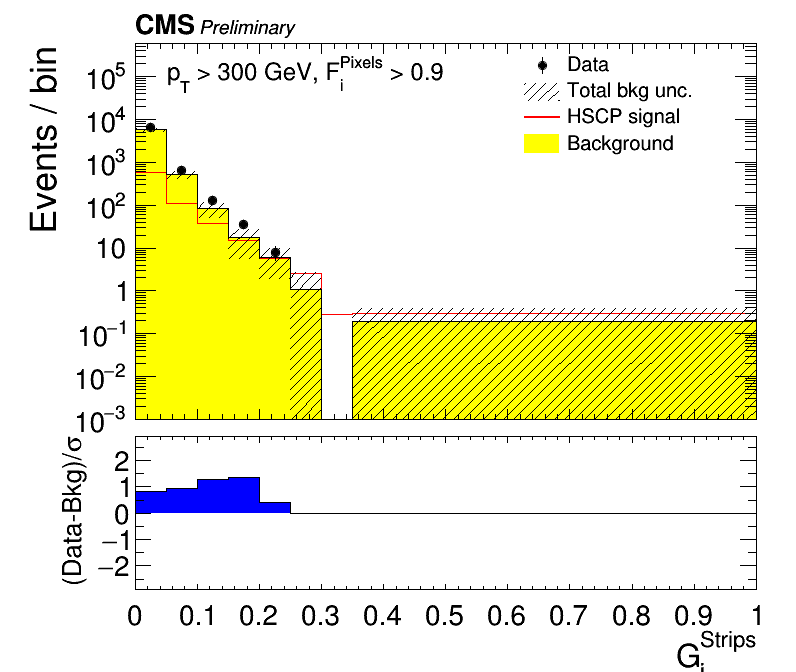 CMS Preliminary
Events / bin
p_T > 300 GeV, F_i^Pixels > 0.9
Data
Total bkg unc.
HSCP signal
Background
10^5
10^4
10^3
10^2
10
1
10^−1
10^−2
10^−3
(Data-Bkg)/σ
2
1
0
−1
−2
0 0.1 0.2 0.3 0.4 0.5 0.6 0.7 0.8 0.9 1
G_i^Strips